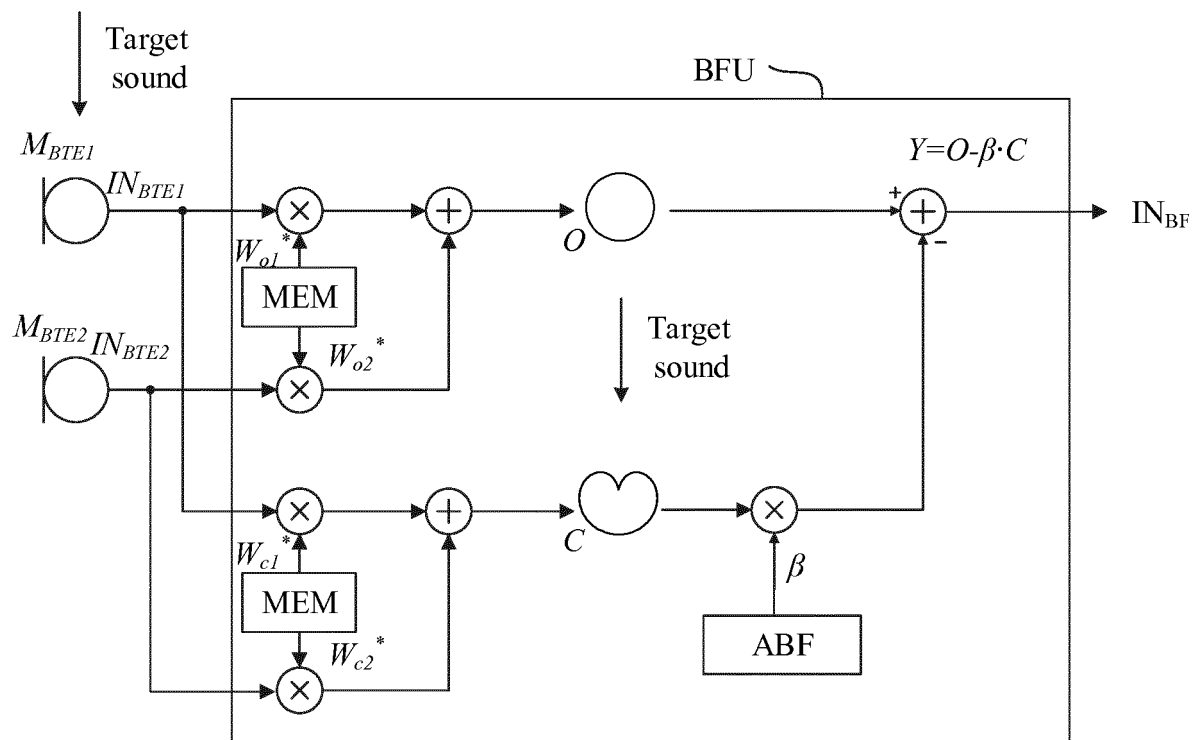 Target
sound
BFU
M_BTE1
IN_BTE1
Y=O-β·C
×
+
+
+
−
IN_BF
W_o1*
O
MEM
Target
sound
M_BTE2
IN_BTE2
W_o2*
×
×
+
C
×
W_c1*
β
MEM
ABF
W_c2*
×